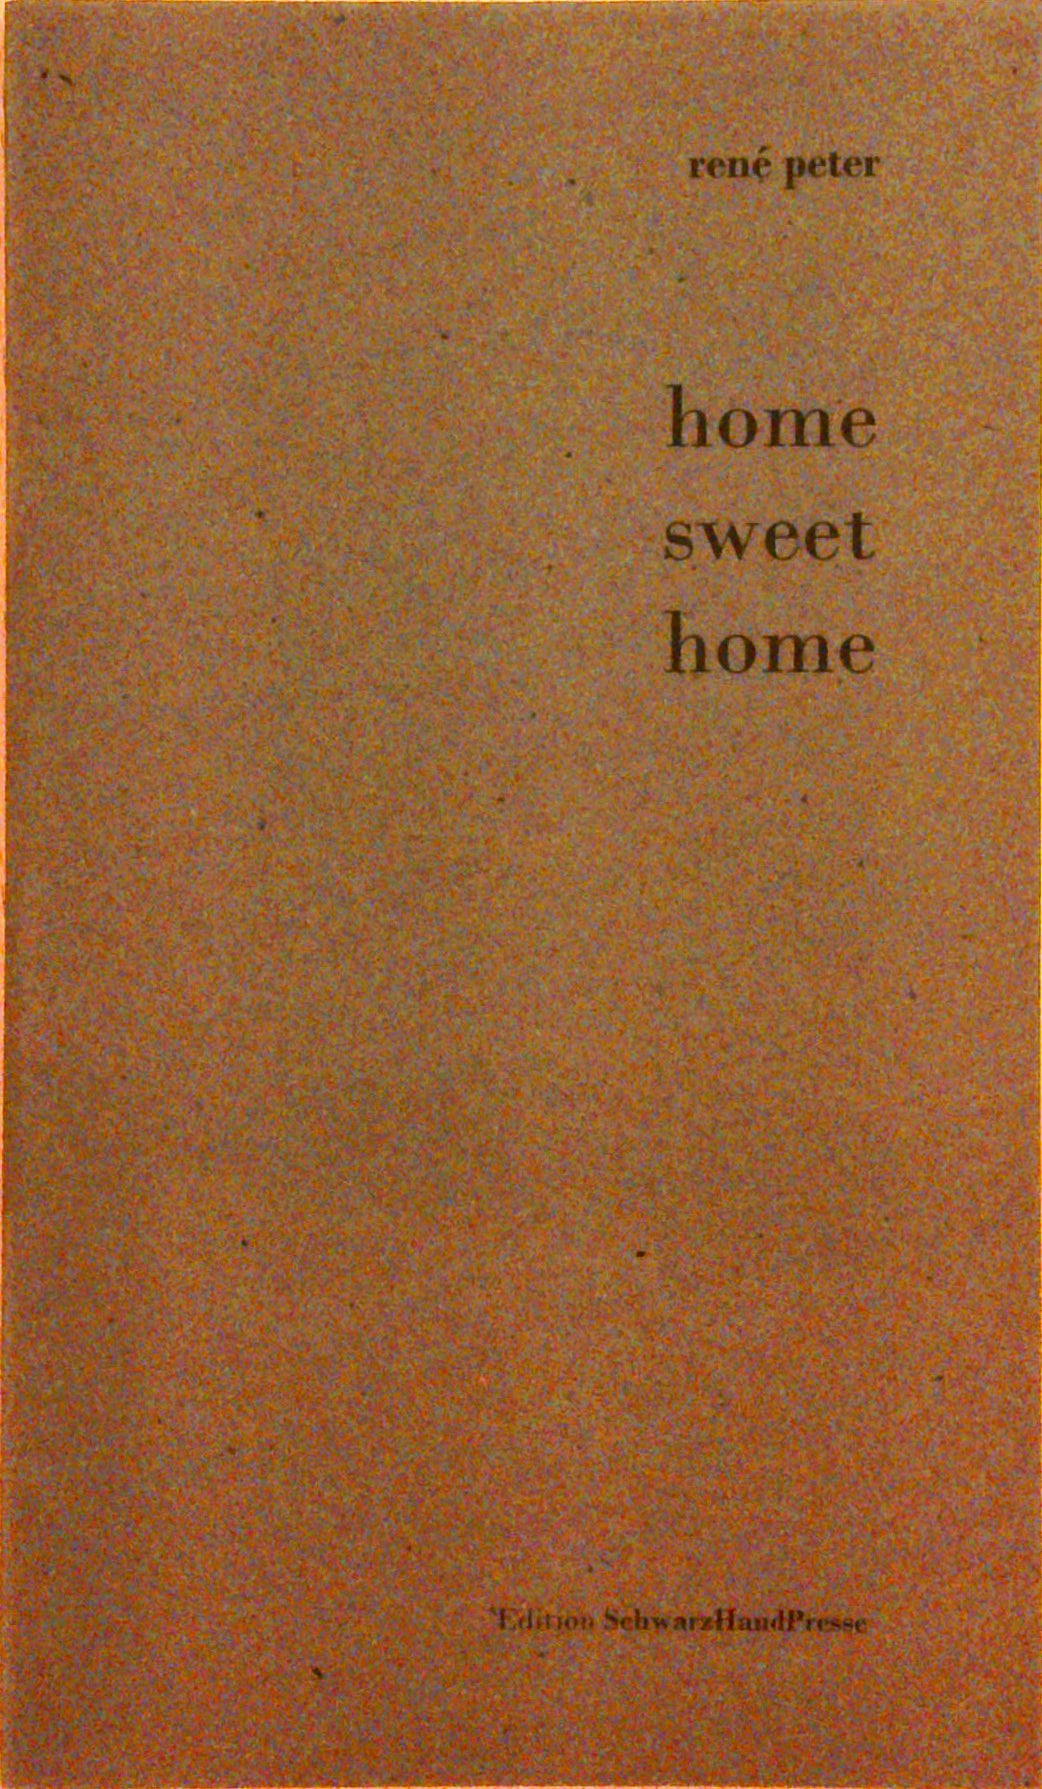 rené peter
home
sweet
home
Edition SchwarzHandPresse